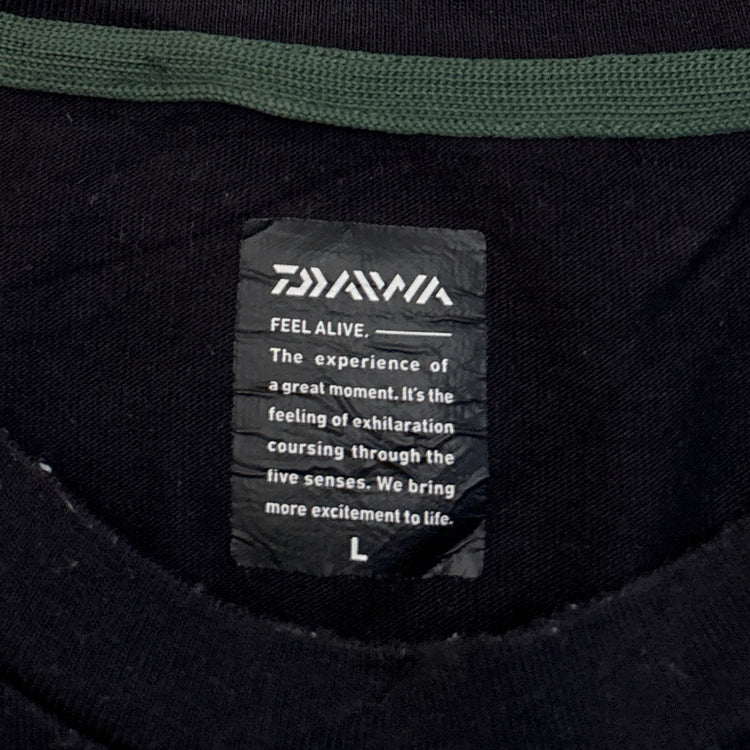 DAIWA
FEEL ALIVE.
The experience of
a great moment. It's the
feeling of exhilaration
coursing through the
five senses. We bring
more excitement to life.
L